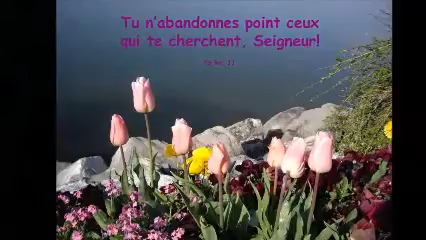 Tu n'abandonnes point ceux
qui te cherchent, Seigneur!